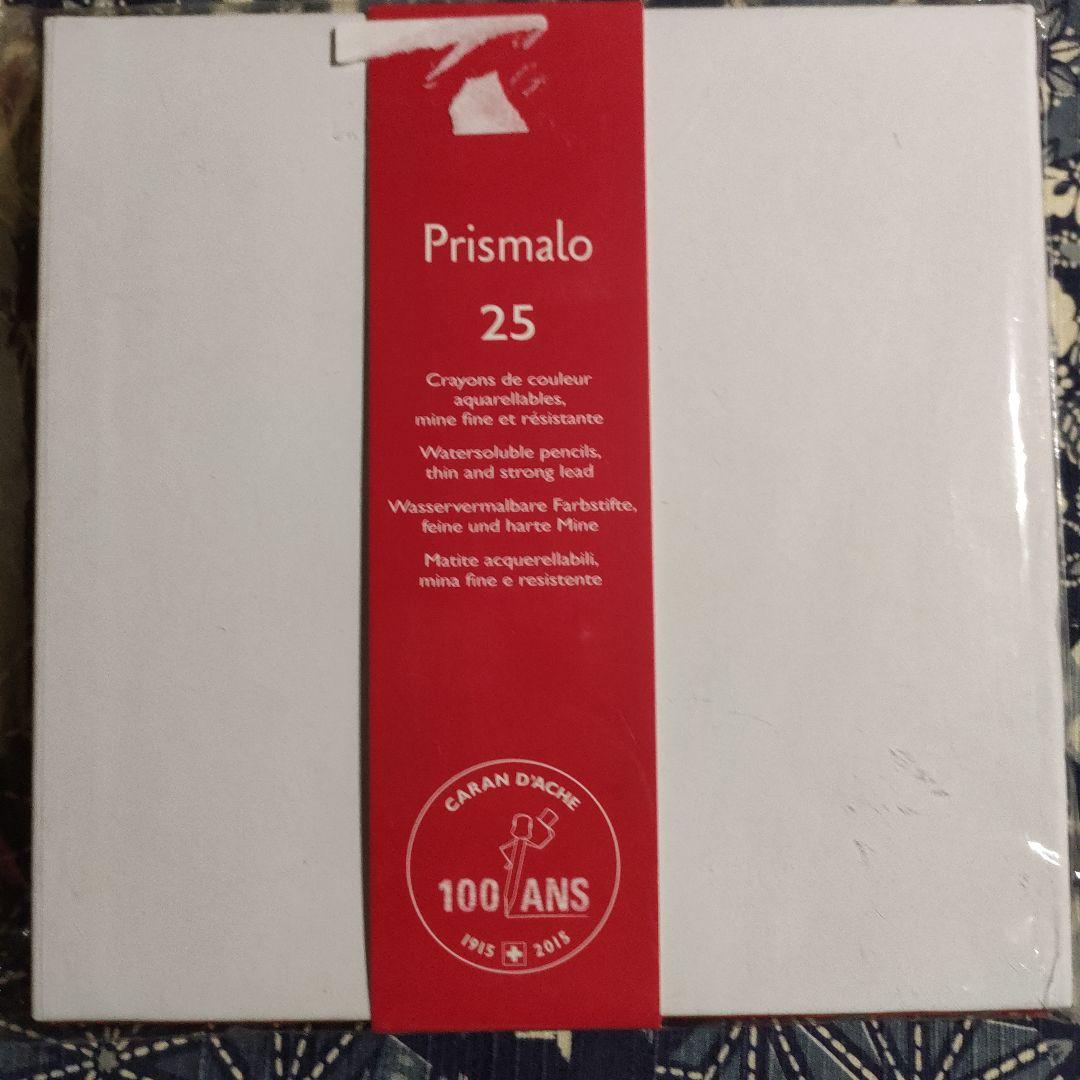 Prismalo
25
Crayons de couleur
aquarellables,
mine fine et résistante
Watersoluble pencils,
thin and strong lead
Wasservermalbare Farbstifte,
feine und harte Mine
Matite acquerellabili,
mina fine e resistente
CARAN D'ACHE
100 ANS
1915 2015